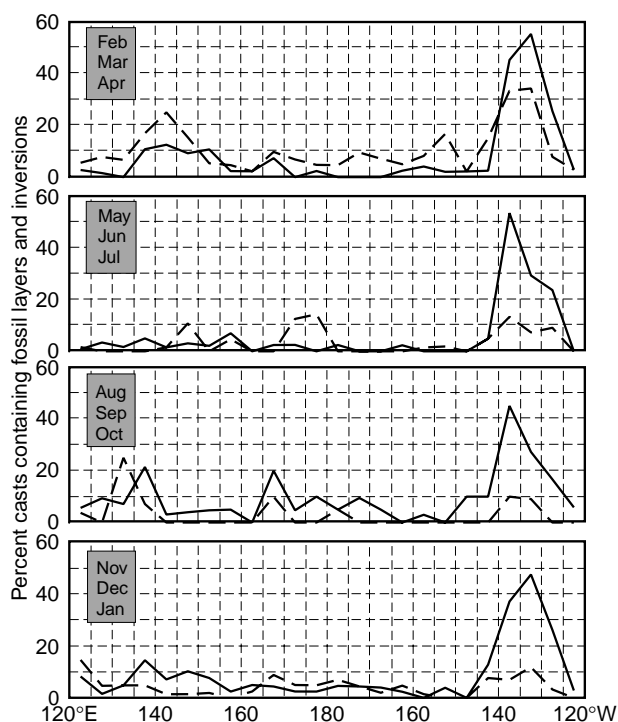 Percent casts containing fossil layers and inversions
60
40
20
0
Feb
Mar
Apr
60
40
20
0
May
Jun
Jul
60
40
20
0
Aug
Sep
Oct
60
40
20
0
Nov
Dec
Jan
120°E 140 160 180 160 140 120°W